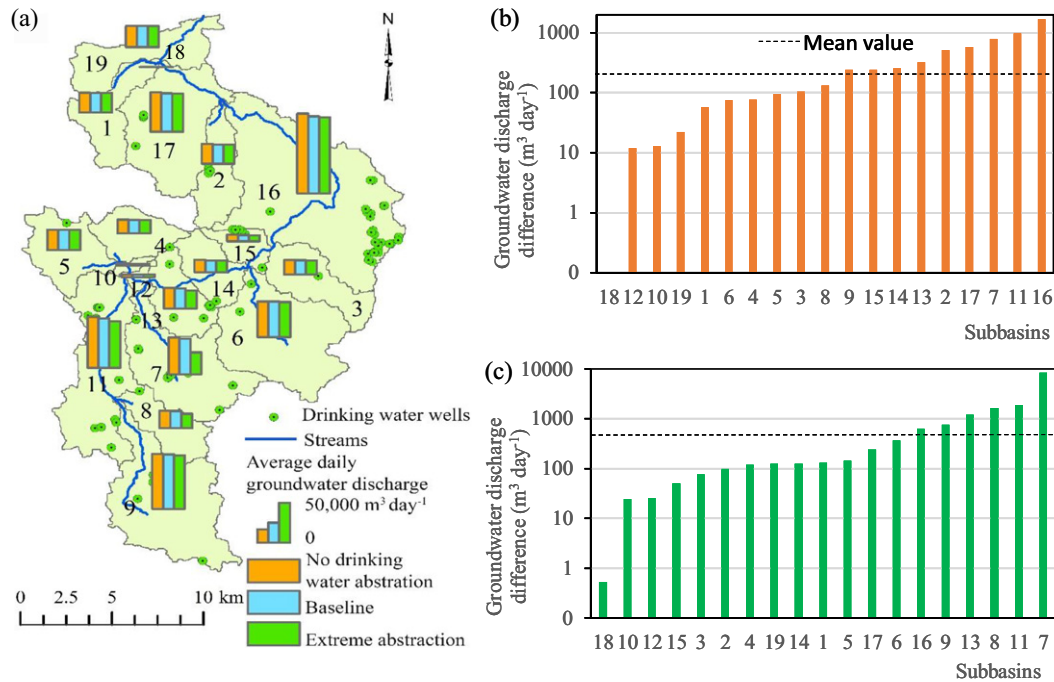 (a)
N
18
19
1
17
2
16
5
4
15
10
12
14
3
13
6
11
7
8
9
Drinking water wells
Streams
Average daily
groundwater discharge
50,000 m³ day⁻¹
0
No drinking
water abstration
Baseline
Extreme abstraction
0 2.5 5 10 km
(b)
Groundwater discharge
difference (m³ day⁻¹)
1000
100
10
1
0
Mean value
18 12 10 19 1 6 4 5 3 8 9 15 14 13 2 17 7 11 16
Subbasins
(c)
Groundwater discharge
difference (m³ day⁻¹)
10000
1000
100
10
1
0
18 10 12 15 3 2 4 19 14 1 5 17 6 16 9 13 8 11 7
Subbasins